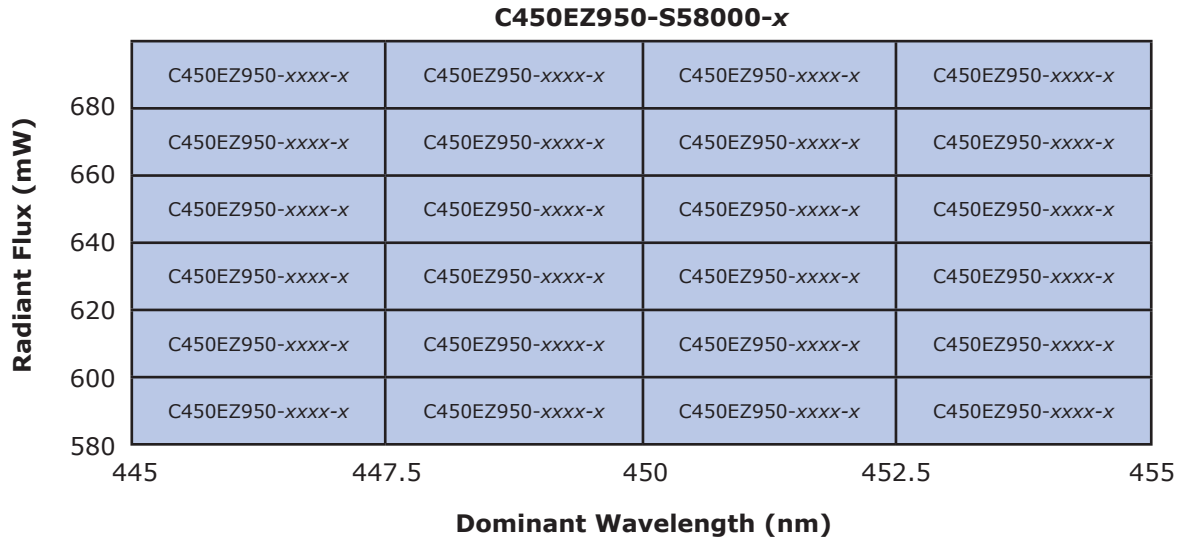 C450EZ950-S58000-x
C450EZ950-xxxx-x C450EZ950-xxxx-x C450EZ950-xxxx-x C450EZ950-xxxx-x
680
C450EZ950-xxxx-x C450EZ950-xxxx-x C450EZ950-xxxx-x C450EZ950-xxxx-x
660
C450EZ950-xxxx-x C450EZ950-xxxx-x C450EZ950-xxxx-x C450EZ950-xxxx-x
640
C450EZ950-xxxx-x C450EZ950-xxxx-x C450EZ950-xxxx-x C450EZ950-xxxx-x
620
C450EZ950-xxxx-x C450EZ950-xxxx-x C450EZ950-xxxx-x C450EZ950-xxxx-x
600
C450EZ950-xxxx-x C450EZ950-xxxx-x C450EZ950-xxxx-x C450EZ950-xxxx-x
580
Radiant Flux (mW)
445 447.5 450 452.5 455
Dominant Wavelength (nm)